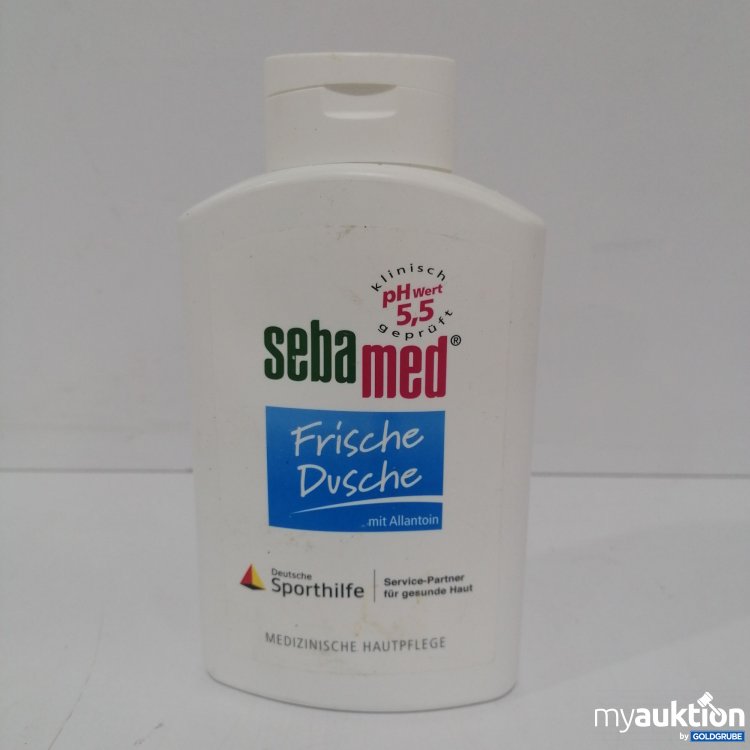 klinisch
pH Wert
5,5
geprüft
sebamed®
Frische
Dusche
mit Allantoin
Deutsche
Sporthilfe
Service-Partner
für gesunde Haut
MEDIZINISCHE HAUTPFLEGE
myauktion
by GOLDGRUBE